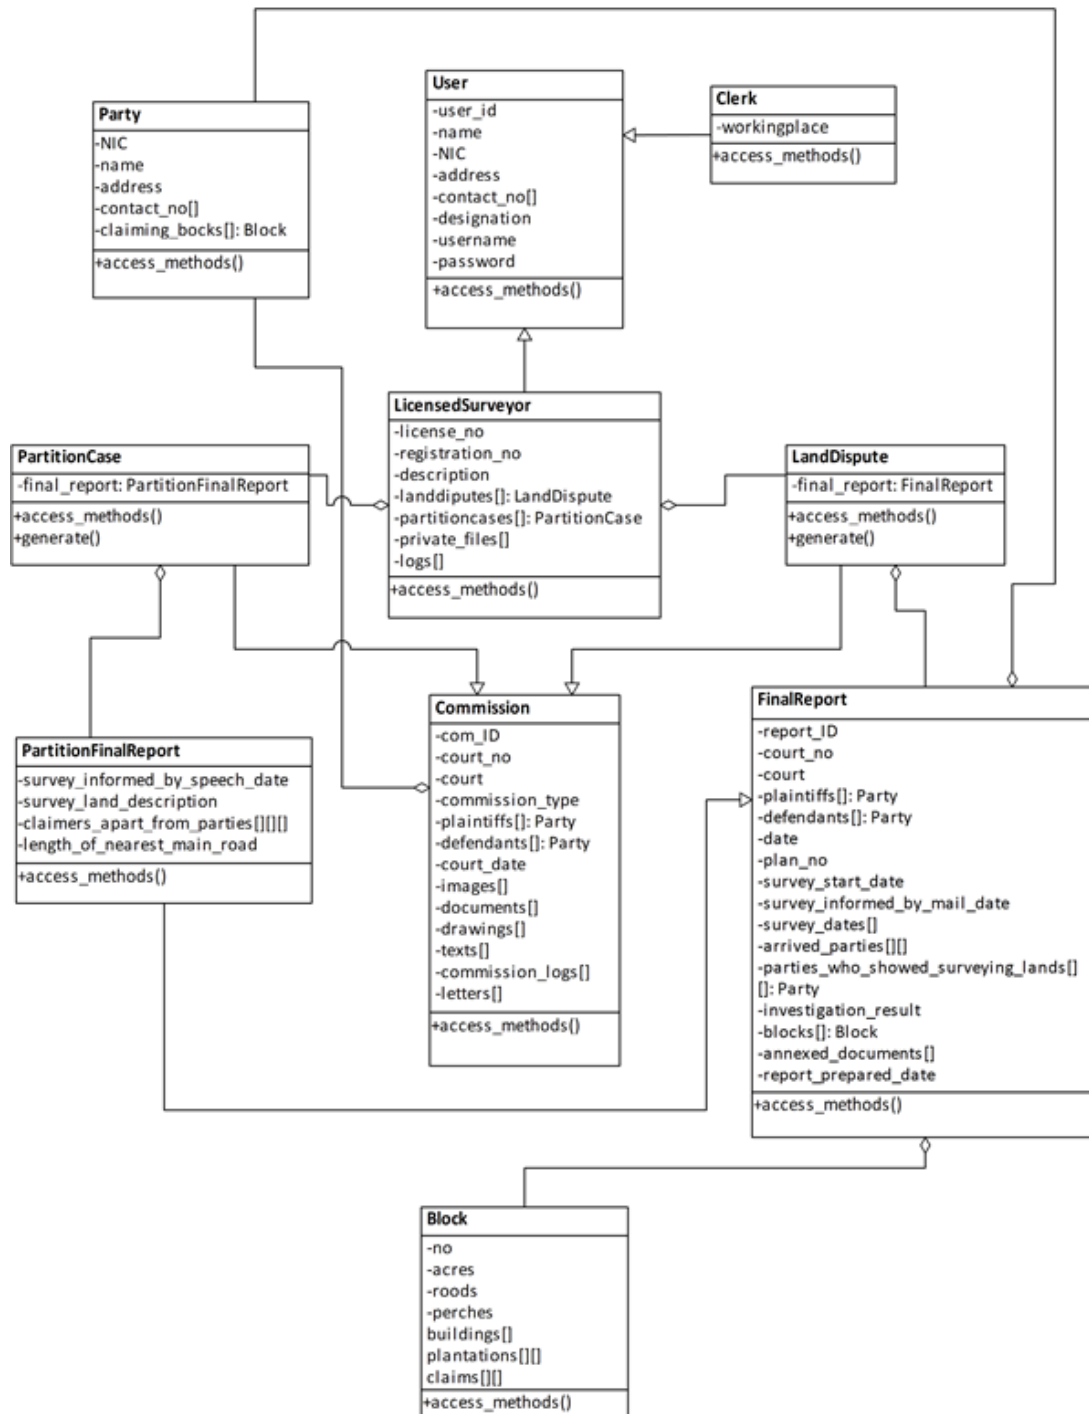 User
-user_id
-name
-NIC
-address
-contact_no[]
-designation
-username
-password
+access_methods()
Clerk
-workingplace
+access_methods()
Party
-NIC
-name
-address
-contact_no[]
-claiming_bocks[]: Block
+access_methods()
LicensedSurveyor
-license_no
-registration_no
-description
-landdiputes[]: LandDispute
-partitioncases[]: PartitionCase
-private_files[]
-logs[]
+access_methods()
PartitionCase
-final_report: PartitionFinalReport
+access_methods()
+generate()
LandDispute
-final_report: FinalReport
+access_methods()
+generate()
Commission
-com_ID
-court_no
-court
-commission_type
-plaintiffs[]: Party
-defendants[]: Party
-court_date
-images[]
-documents[]
-drawings[]
-texts[]
-commission_logs[]
-letters[]
+access_methods()
FinalReport
-report_ID
-court_no
-court
-plaintiffs[]: Party
-defendants[]: Party
-date
-plan_no
-survey_start_date
-survey_informed_by_mail_date
-survey_dates[]
-arrived_parties[][]
-parties_who_showed_surveying_lands[]
[]: Party
-investigation_result
-blocks[]: Block
-annexed_documents[]
-report_prepared_date
+access_methods()
PartitionFinalReport
-survey_informed_by_speech_date
-survey_land_description
-claimers_apart_from_parties[][][]
-length_of_nearest_main_road
+access_methods()
Block
-no
-acres
-roods
-perches
buildings[]
plantations[][]
claims[][]
+access_methods()